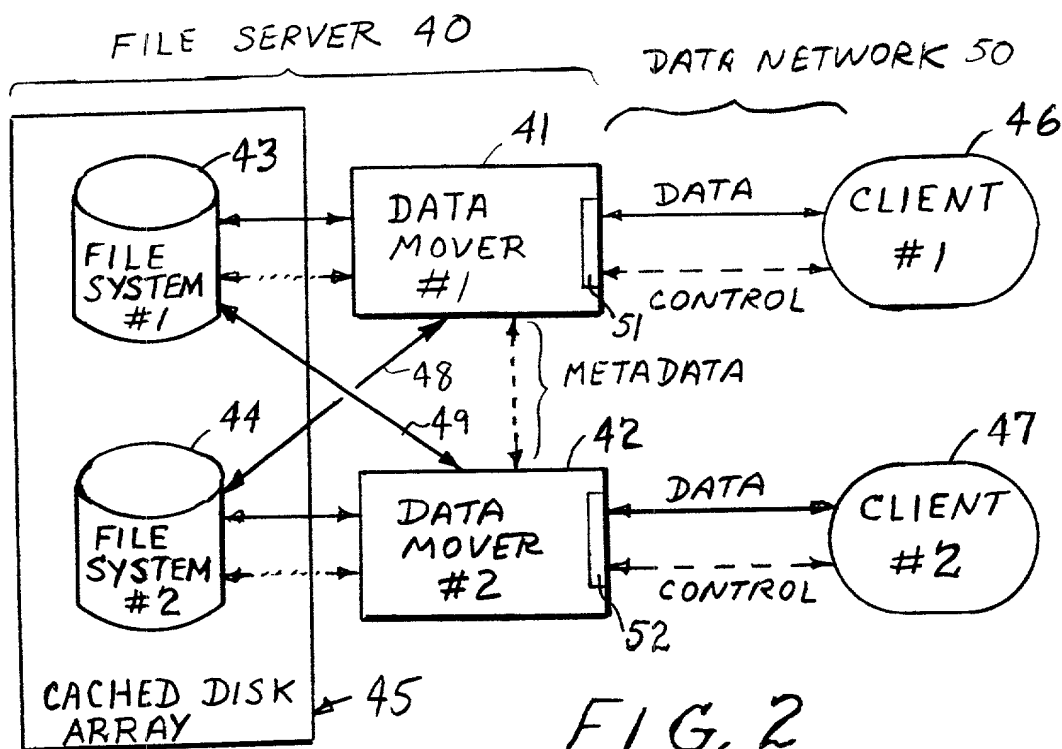 FILE SERVER 40
DATA NETWORK 50
43
41
46
FILE
SYSTEM
#1
DATA
MOVER
#1
DATA
CONTROL
CLIENT
#1
51
48
METADATA
49
44
42
47
FILE
SYSTEM
#2
DATA
MOVER
#2
DATA
CONTROL
CLIENT
#2
52
CACHED DISK
ARRAY
45
FIG. 2